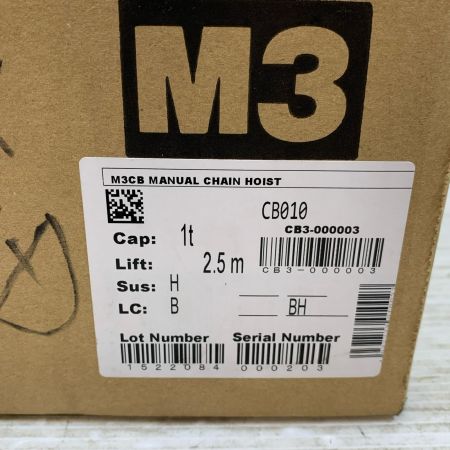 M3
M3CB MANUAL CHAIN HOIST
CB010
Cap: 1t
CB3-000003
Lift: 2.5 m
CB3-000003
Sus: H
LC: B BH
Lot Number Serial Number
1522084 000203